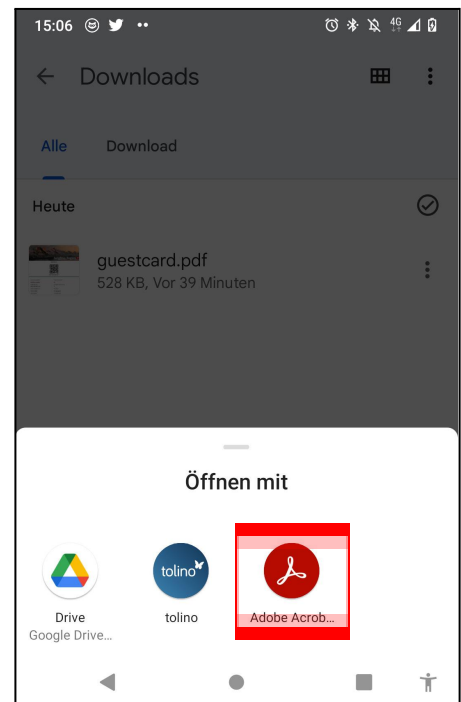 15:06
4G
Downloads
Alle Download
Heute
guestcard.pdf
528 KB, Vor 39 Minuten
Öffnen mit
tolino
Drive tolino Adobe Acrob...
Google Drive...